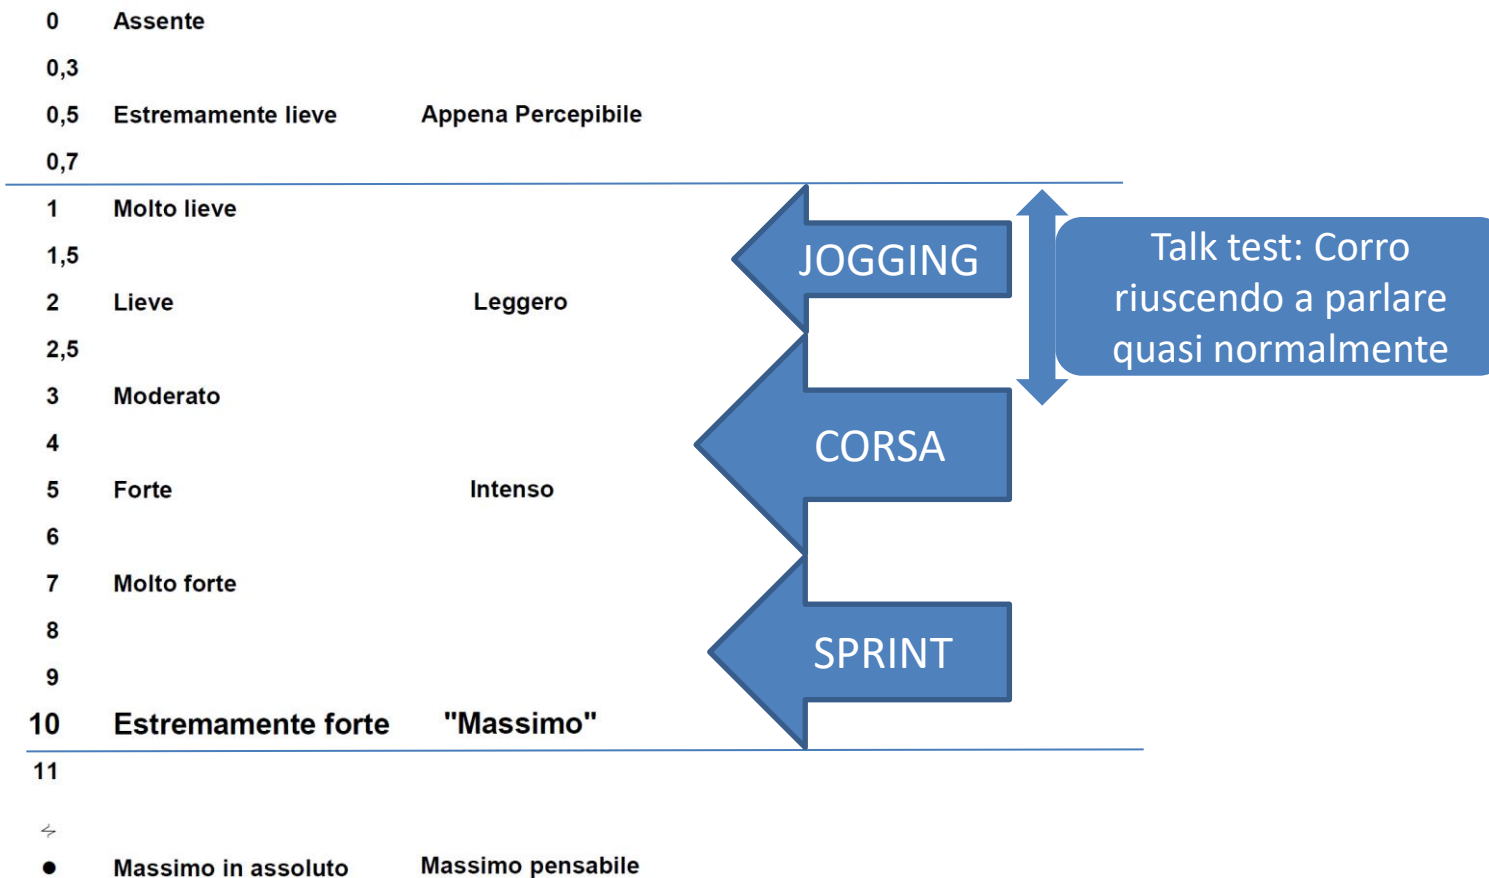 0 Assente
0,3
0,5 Estremamente lieve Appena Percepibile
0,7
1 Molto lieve
1,5
2 Lieve Leggero
2,5
3 Moderato
4
5 Forte Intenso
6
7 Molto forte
8
9
10 Estremamente forte "Massimo"
11
• Massimo in assoluto Massimo pensabile
JOGGING
CORSA
SPRINT
Talk test: Corro
riuscendo a parlare
quasi normalmente